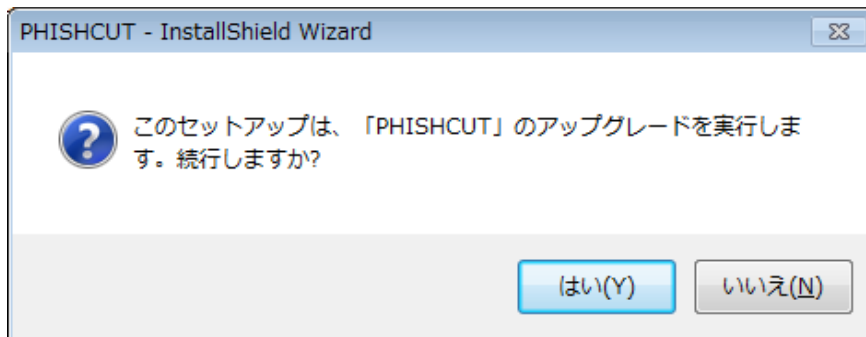 PHISHCUT - InstallShield Wizard
このセットアップは、「PHISHCUT」のアップグレードを実行しま
す。続行しますか?
はい(Y)
いいえ(N)